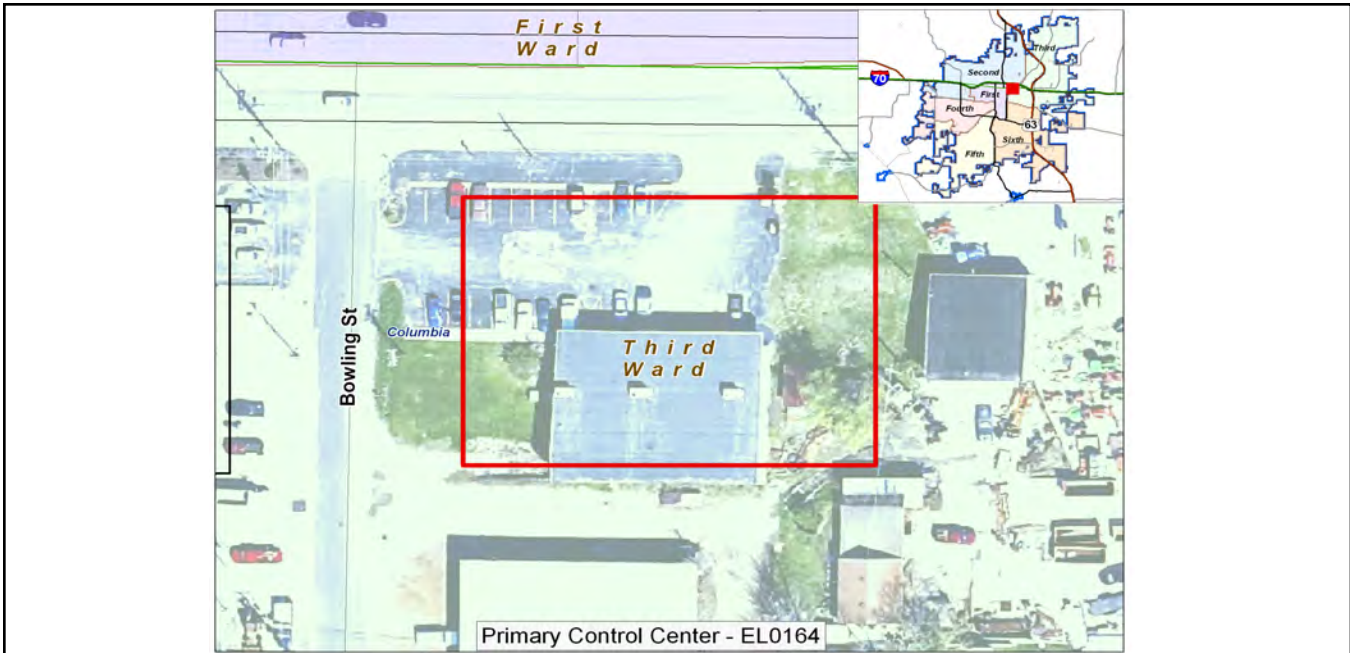 First
Ward
Third
Second
70
First
Fourth
63
Sixth
Fifth
Bowling St
Columbia
Third
Ward
Primary Control Center - EL0164